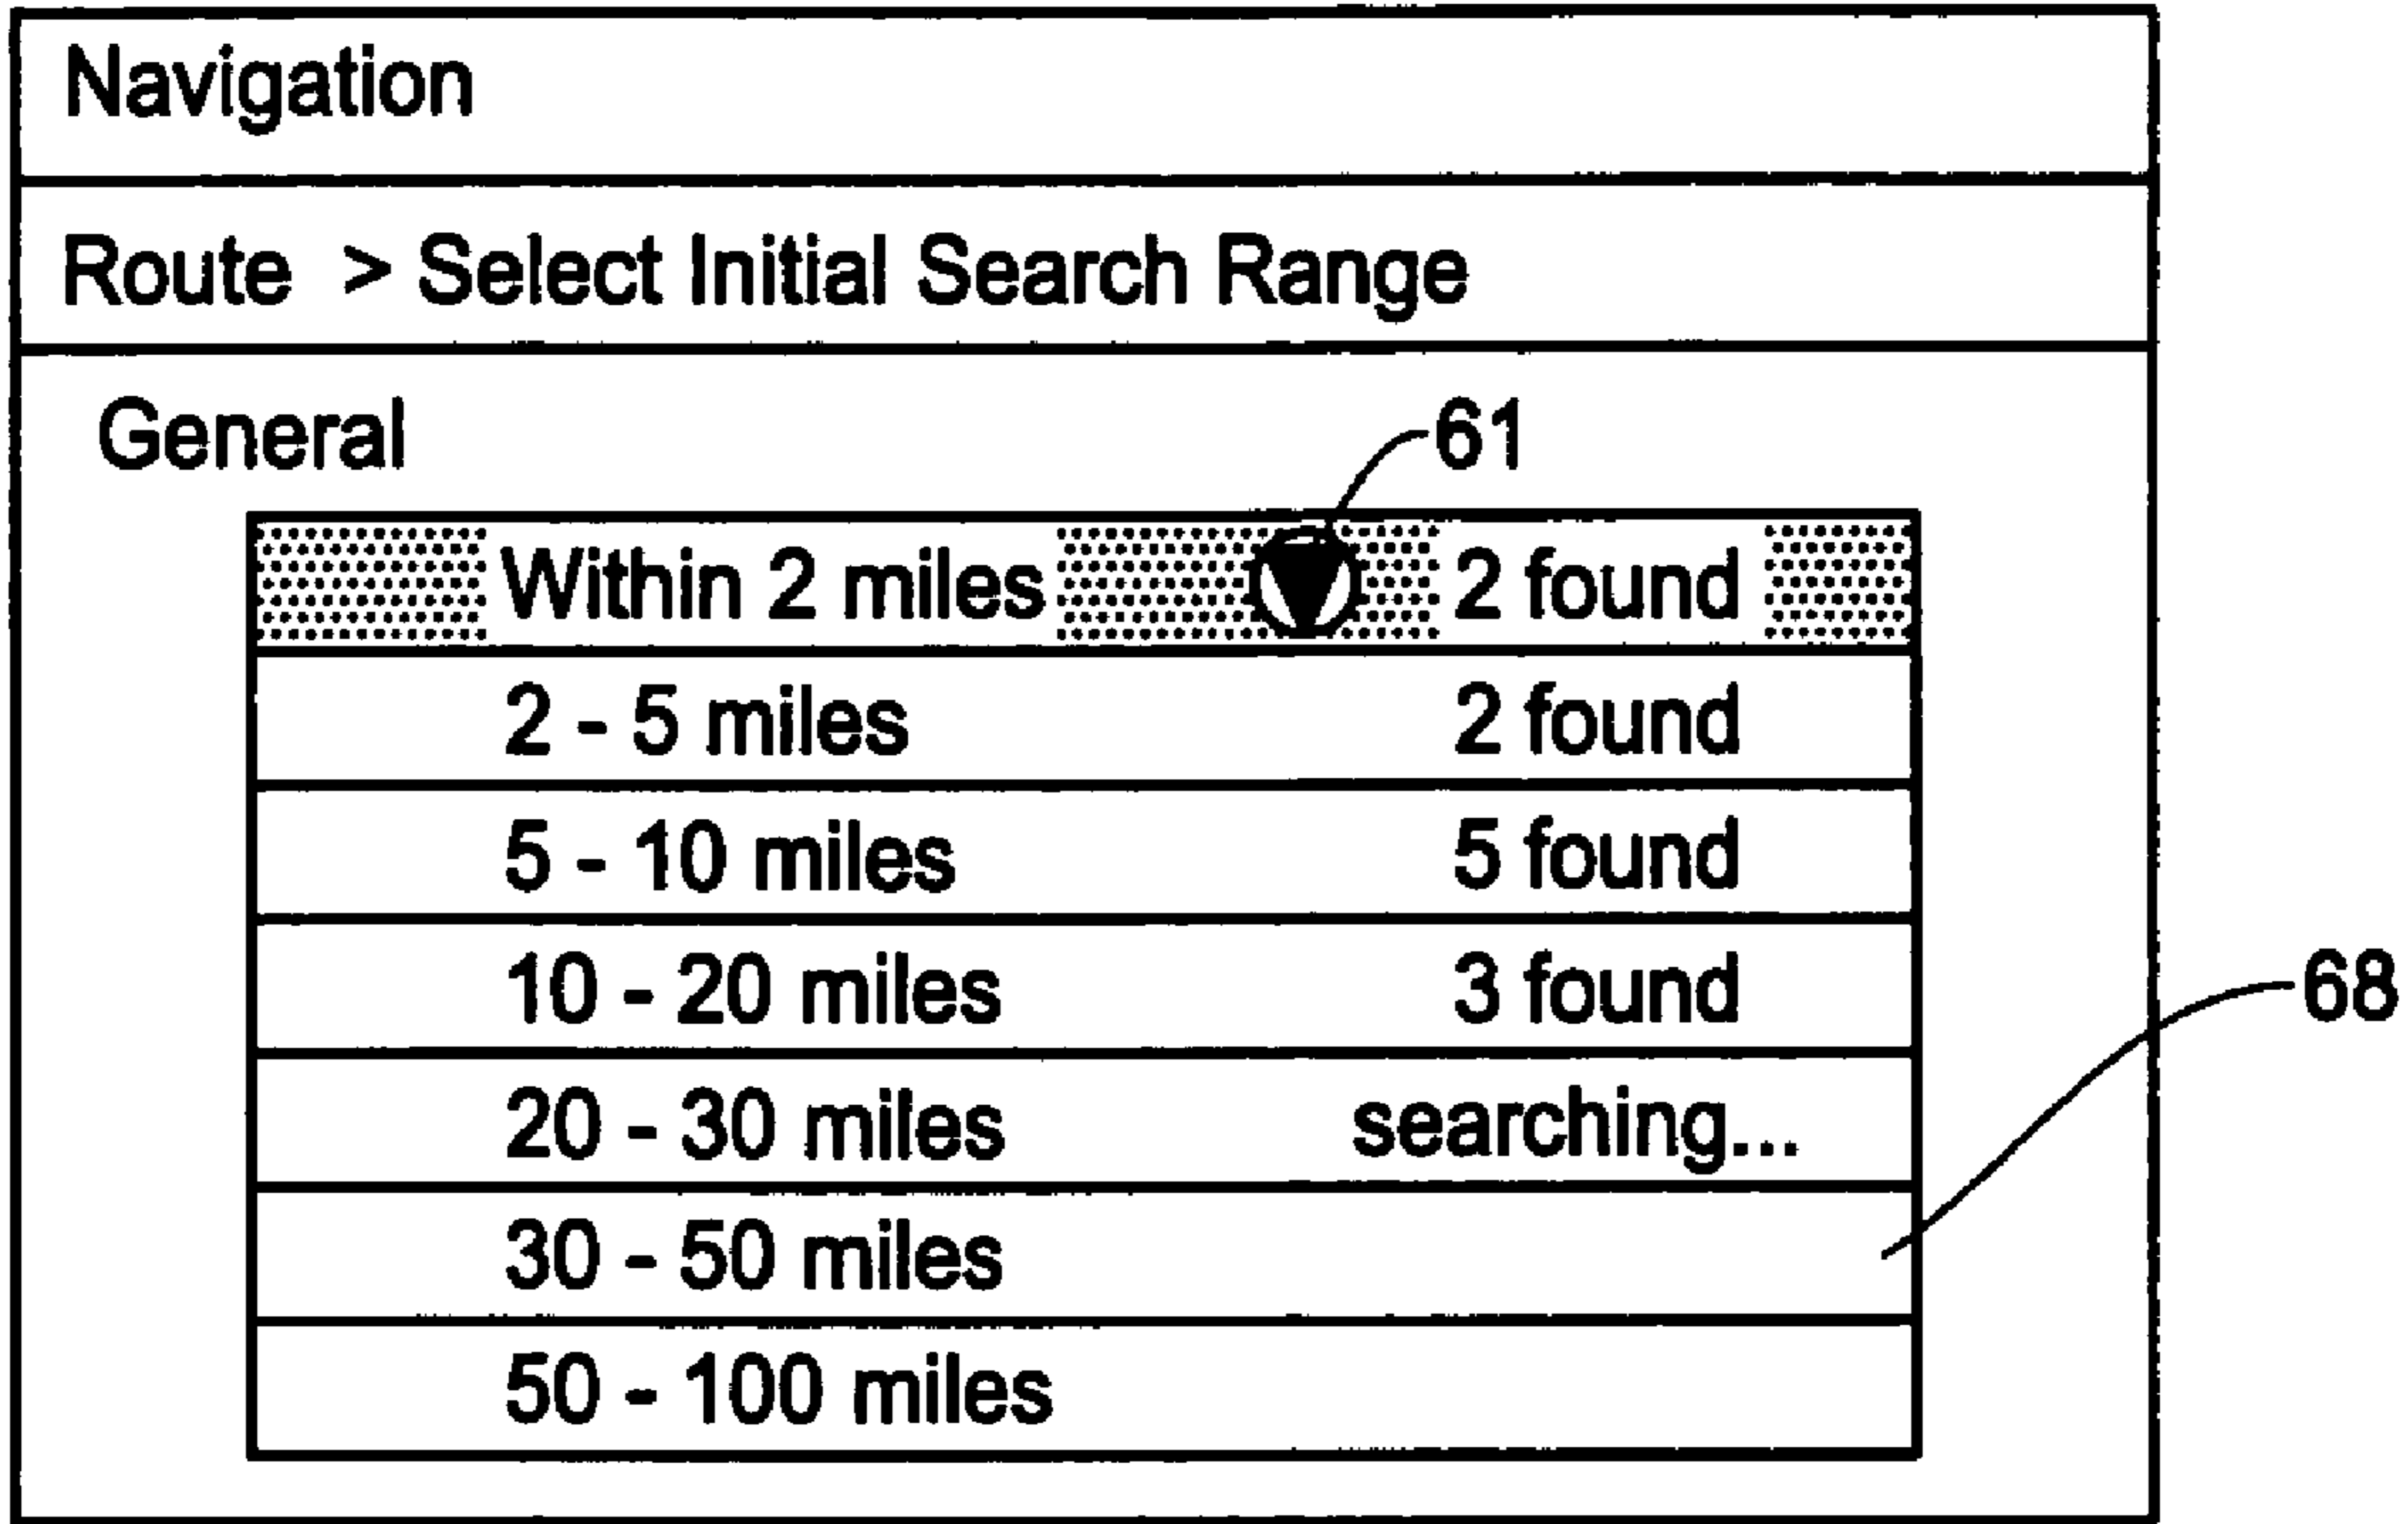 Navigation
Route > Select Initial Search Range
General
61
Within 2 miles 2 found
2 - 5 miles 2 found
5 - 10 miles 5 found
10 - 20 miles 3 found
68
20 - 30 miles searching...
30 - 50 miles
50 - 100 miles